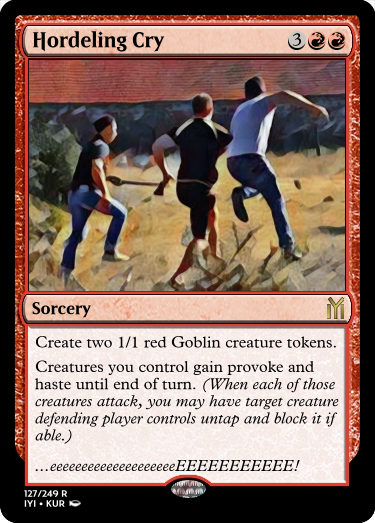 Hordeling Cry 3
Sorcery
Create two 1/1 red Goblin creature tokens.
Creatures you control gain provoke and
haste until end of turn. (When each of those
creatures attack, you may have target creature
defending player controls untap and block it if
able.)
…eeeeeeeeeeeeeeeeeeeeEEEEEEEEEEE!
127/249 R
IYI • KUR